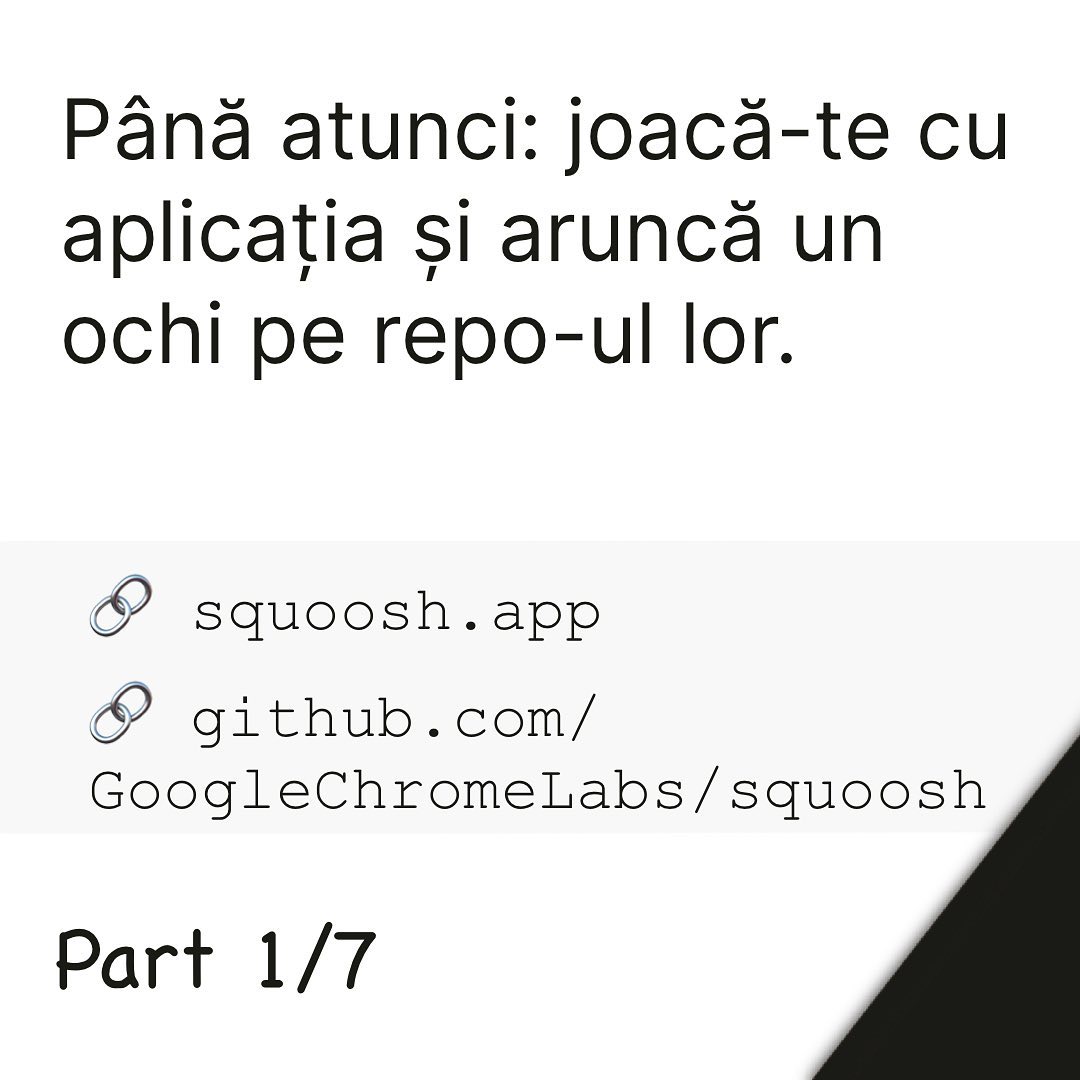 Până atunci: joacă-te cu
aplicația și aruncă un
ochi pe repo-ul lor.
squoosh.app
github.com/
GoogleChromeLabs/squoosh
Part 1/7